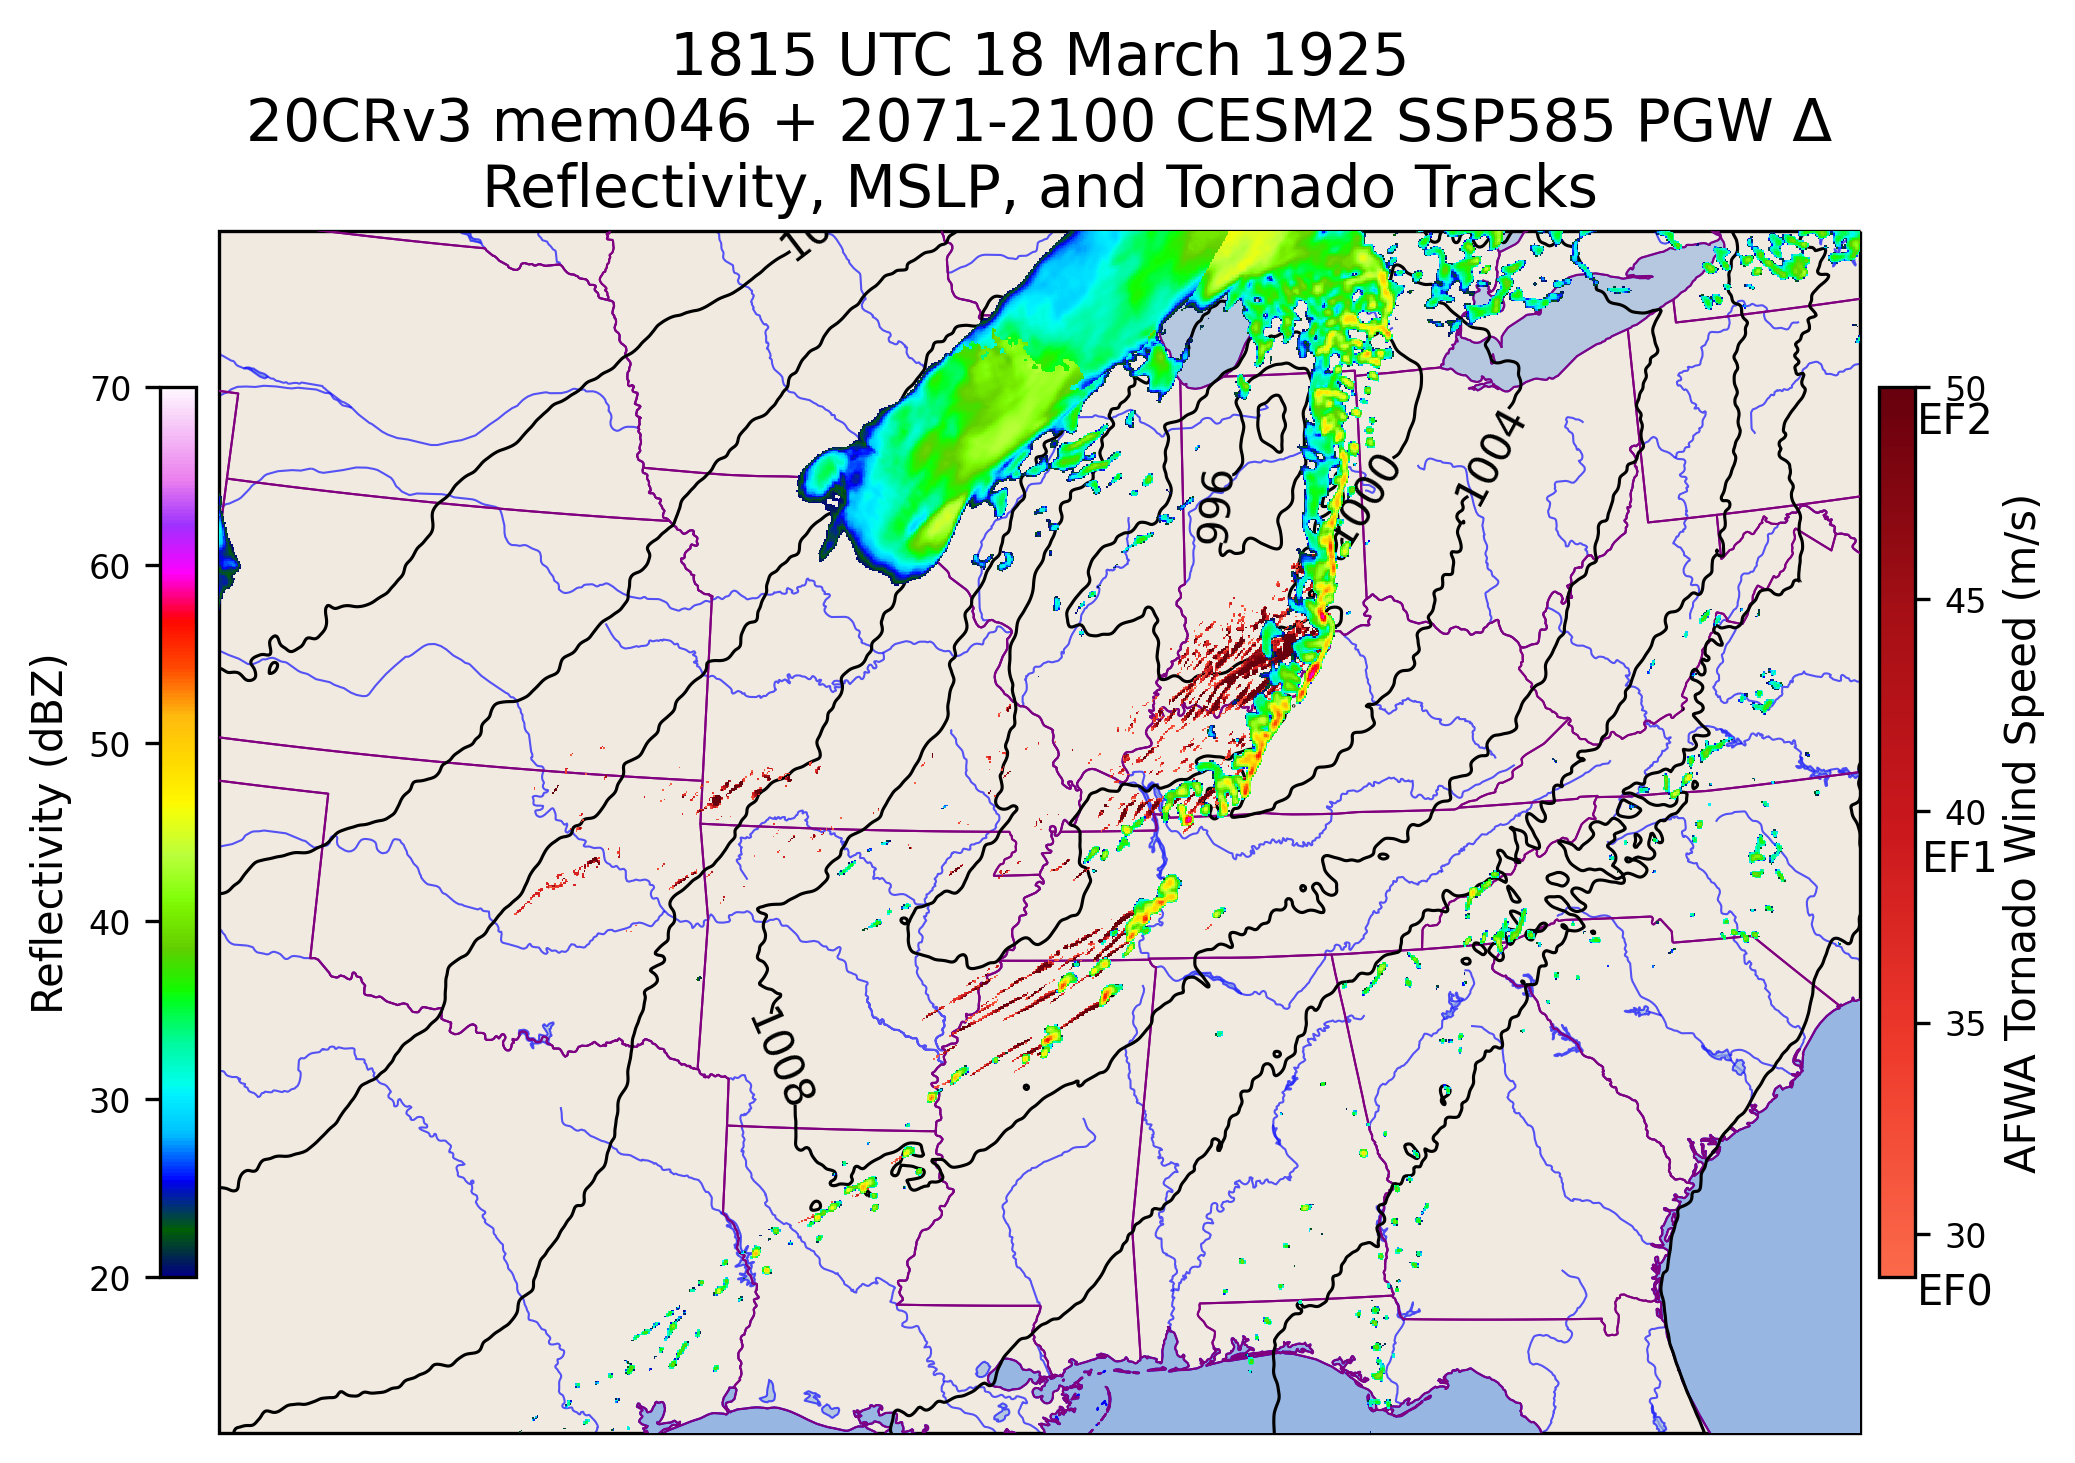 1815 UTC 18 March 1925
20CRv3 mem046 + 2071-2100 CESM2 SSP585 PGW Δ
Reflectivity, MSLP, and Tornado Tracks
70
60
50
40
30
20
Reflectivity (dBZ)
996
1000
1004
1008
50
EF2
45
40
EF1
35
30
EF0
AFWA Tornado Wind Speed (m/s)